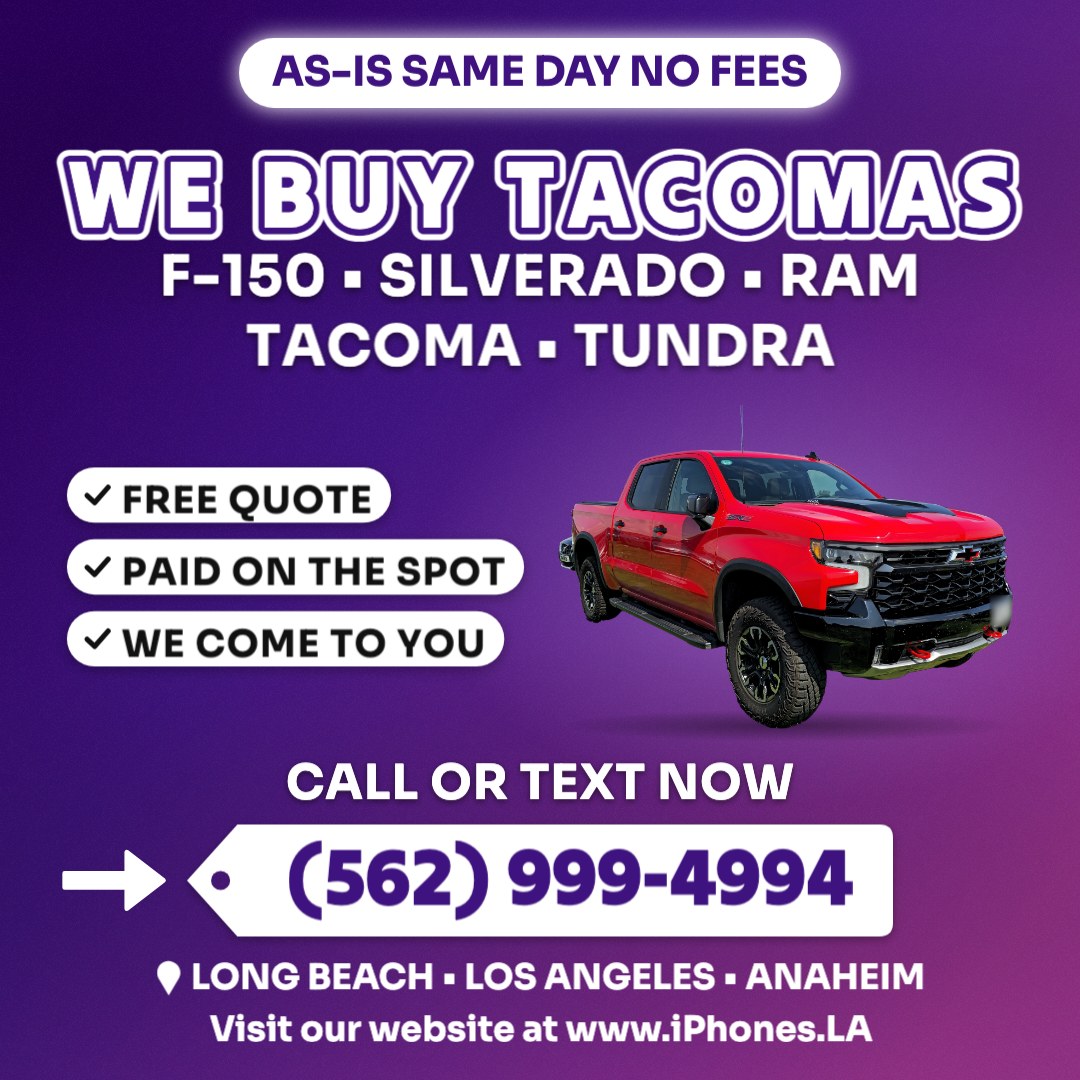 AS-IS SAME DAY NO FEES
WE BUY TACOMAS
F-150 ▪ SILVERADO ▪ RAM
TACOMA ▪ TUNDRA
✓ FREE QUOTE
✓ PAID ON THE SPOT
✓ WE COME TO YOU
CALL OR TEXT NOW
(562) 999-4994
LONG BEACH ▪ LOS ANGELES ▪ ANAHEIM
Visit our website at www.iPhones.LA